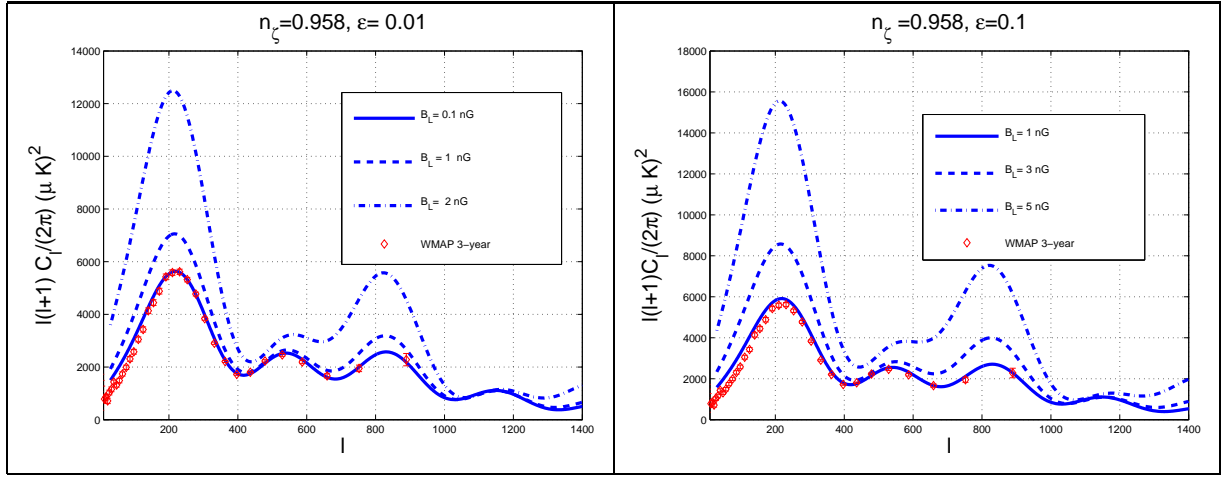 n_ζ=0.958, ε= 0.01
14000
12000
10000
8000
6000
4000
2000
0
l(l+1) C_l/(2π) (μ K)^2
B_L= 0.1 nG
B_L = 1 nG
B_L= 2 nG
WMAP 3−year
200
400
600
800
1000
1200
1400
l
n_ζ=0.958, ε=0.1
18000
16000
14000
12000
10000
8000
6000
4000
2000
0
l(l+1)C_l/(2π) (μ K)^2
B_L= 1 nG
B_L= 3 nG
B_L= 5 nG
WMAP 3−year
200
400
600
800
1000
1200
1400
l